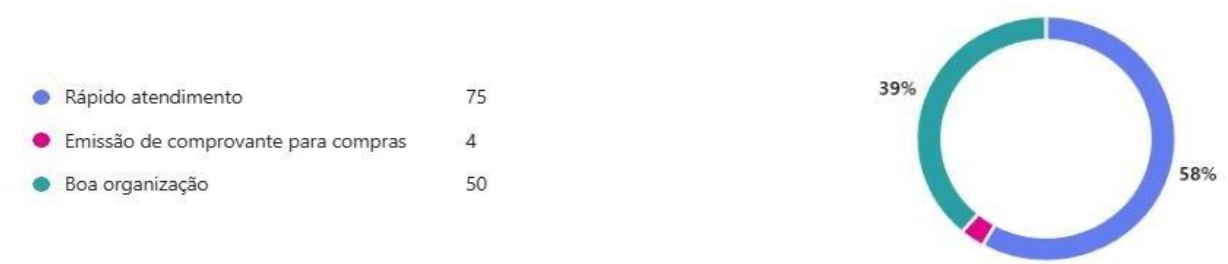 Rápido atendimento 75
Emissão de comprovante para compras 4
Boa organização 50
39%
58%